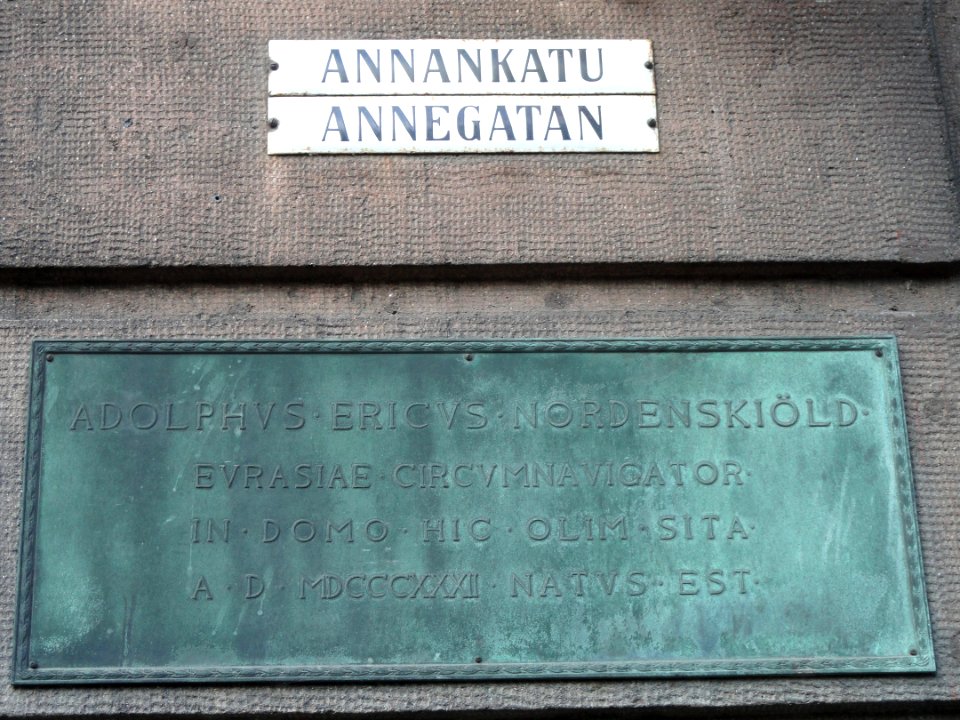 ANNANKATU
ANNEGATAN
ADOLPHVS·ERICVS·NORDENSKIÖLD·
EVRASIAE·CIRCVMNAVIGATOR·
IN·DOMO·HIC·OLIM·SITA·
A·D·MDCCCXXXII·NATVS·EST·